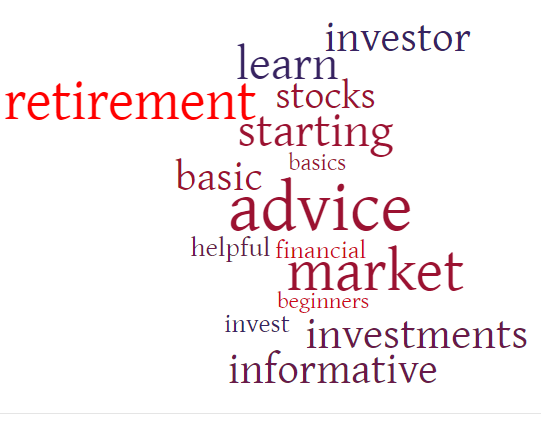 investor
learn
retirement
stocks
starting
basics
basic
advice
helpful financial
market
beginners
invest
investments
informative